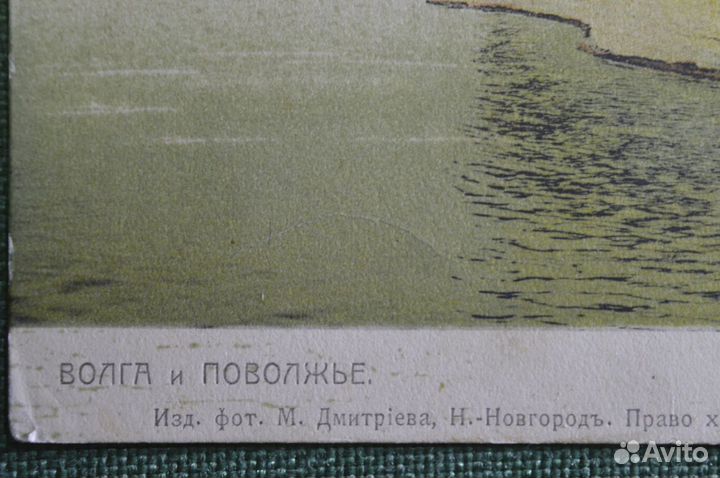 ВОЛГА и ПОВОЛЖЬЕ.
Изд. фот. М. Дмитріева, Н.-Новгородъ. Право х
Avito